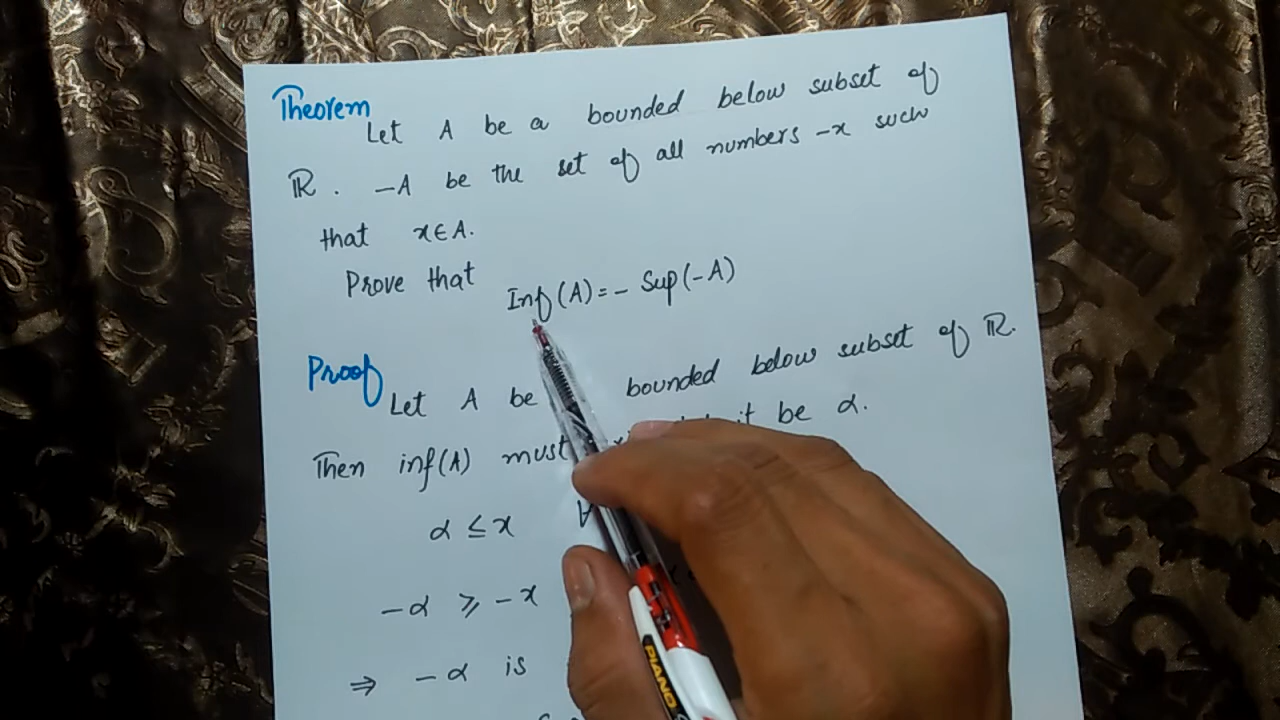 Theorem
Let A be a bounded below subset of
ℝ. -A be the set of all numbers -x such
that x∈A.
Prove that
Inf(A) = - Sup(-A)
Proof
Let A be bounded below subset of ℝ.
Then inf(A) must it be α.
α ≤ x ∀
-α ≥ -x
⇒ -α is
PIANO